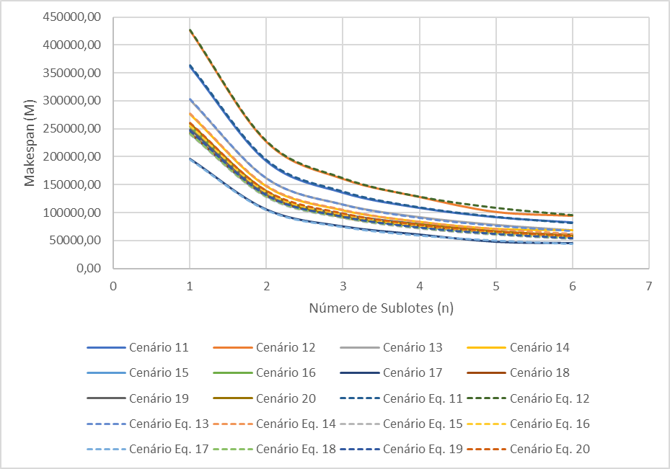 450000,00
400000,00
350000,00
300000,00
250000,00
200000,00
150000,00
100000,00
50000,00
0,00
Makespan (M)
0 1 2 3 4 5 6 7
Número de Sublotes (n)
Cenário 11 Cenário 12 Cenário 13 Cenário 14
Cenário 15 Cenário 16 Cenário 17 Cenário 18
Cenário 19 Cenário 20 Cenário Eq. 11 Cenário Eq. 12
Cenário Eq. 13 Cenário Eq. 14 Cenário Eq. 15 Cenário Eq. 16
Cenário Eq. 17 Cenário Eq. 18 Cenário Eq. 19 Cenário Eq. 20